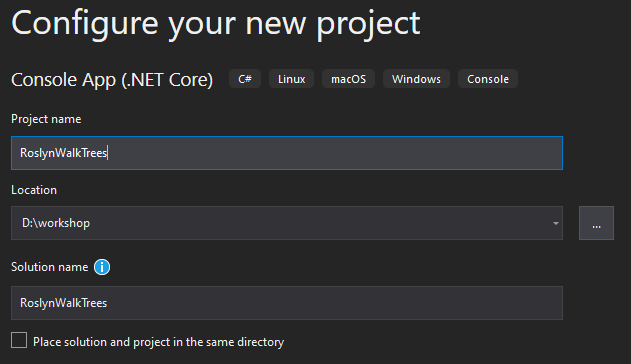 Configure your new project
Console App (.NET Core) C# Linux macOS Windows Console
Project name
RoslynWalkTrees
Location
D:\workshop
...
Solution name
RoslynWalkTrees
Place solution and project in the same directory